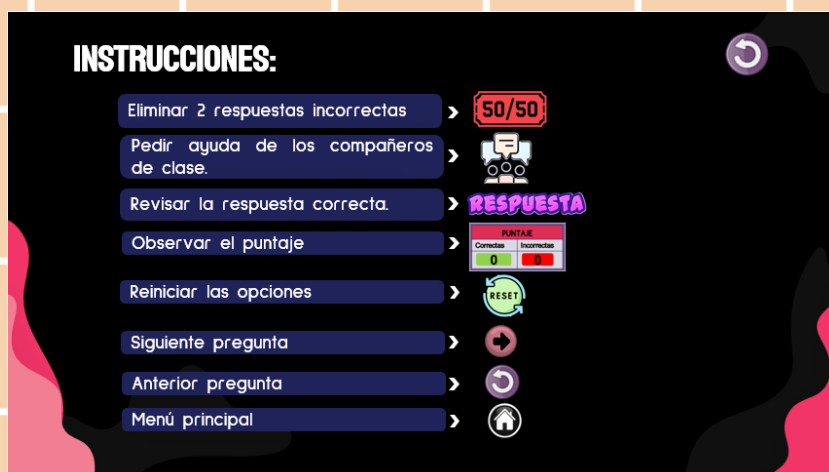 INSTRUCCIONES:
Eliminar 2 respuestas incorrectas
50/50
Pedir ayuda de los compañeros
de clase.
Revisar la respuesta correcta.
RESPUESTA
Observar el puntaje
PUNTAJE
Correctas Incorrectas
0 0
Reiniciar las opciones
RESET
Siguiente pregunta
Anterior pregunta
Menú principal